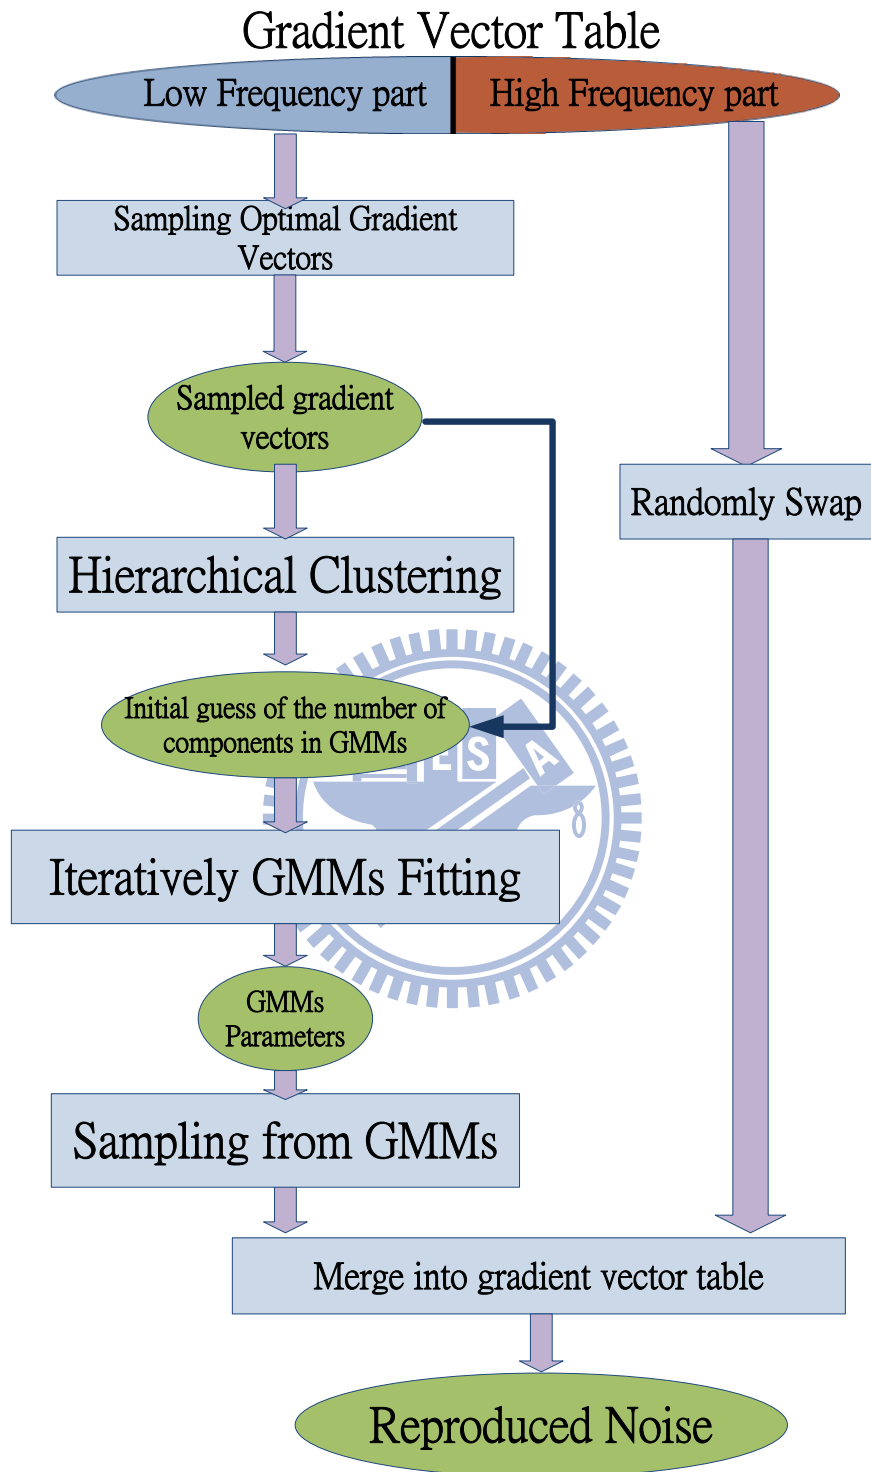 Gradient Vector Table
Low Frequency part
High Frequency part
Sampling Optimal Gradient
Vectors
Sampled gradient
vectors
Randomly Swap
Hierarchical Clustering
Initial guess of the number of
components in GMMs
E S
A
8
Iteratively GMMs Fitting
GMMs
Parameters
Sampling from GMMs
Merge into gradient vector table
Reproduced Noise